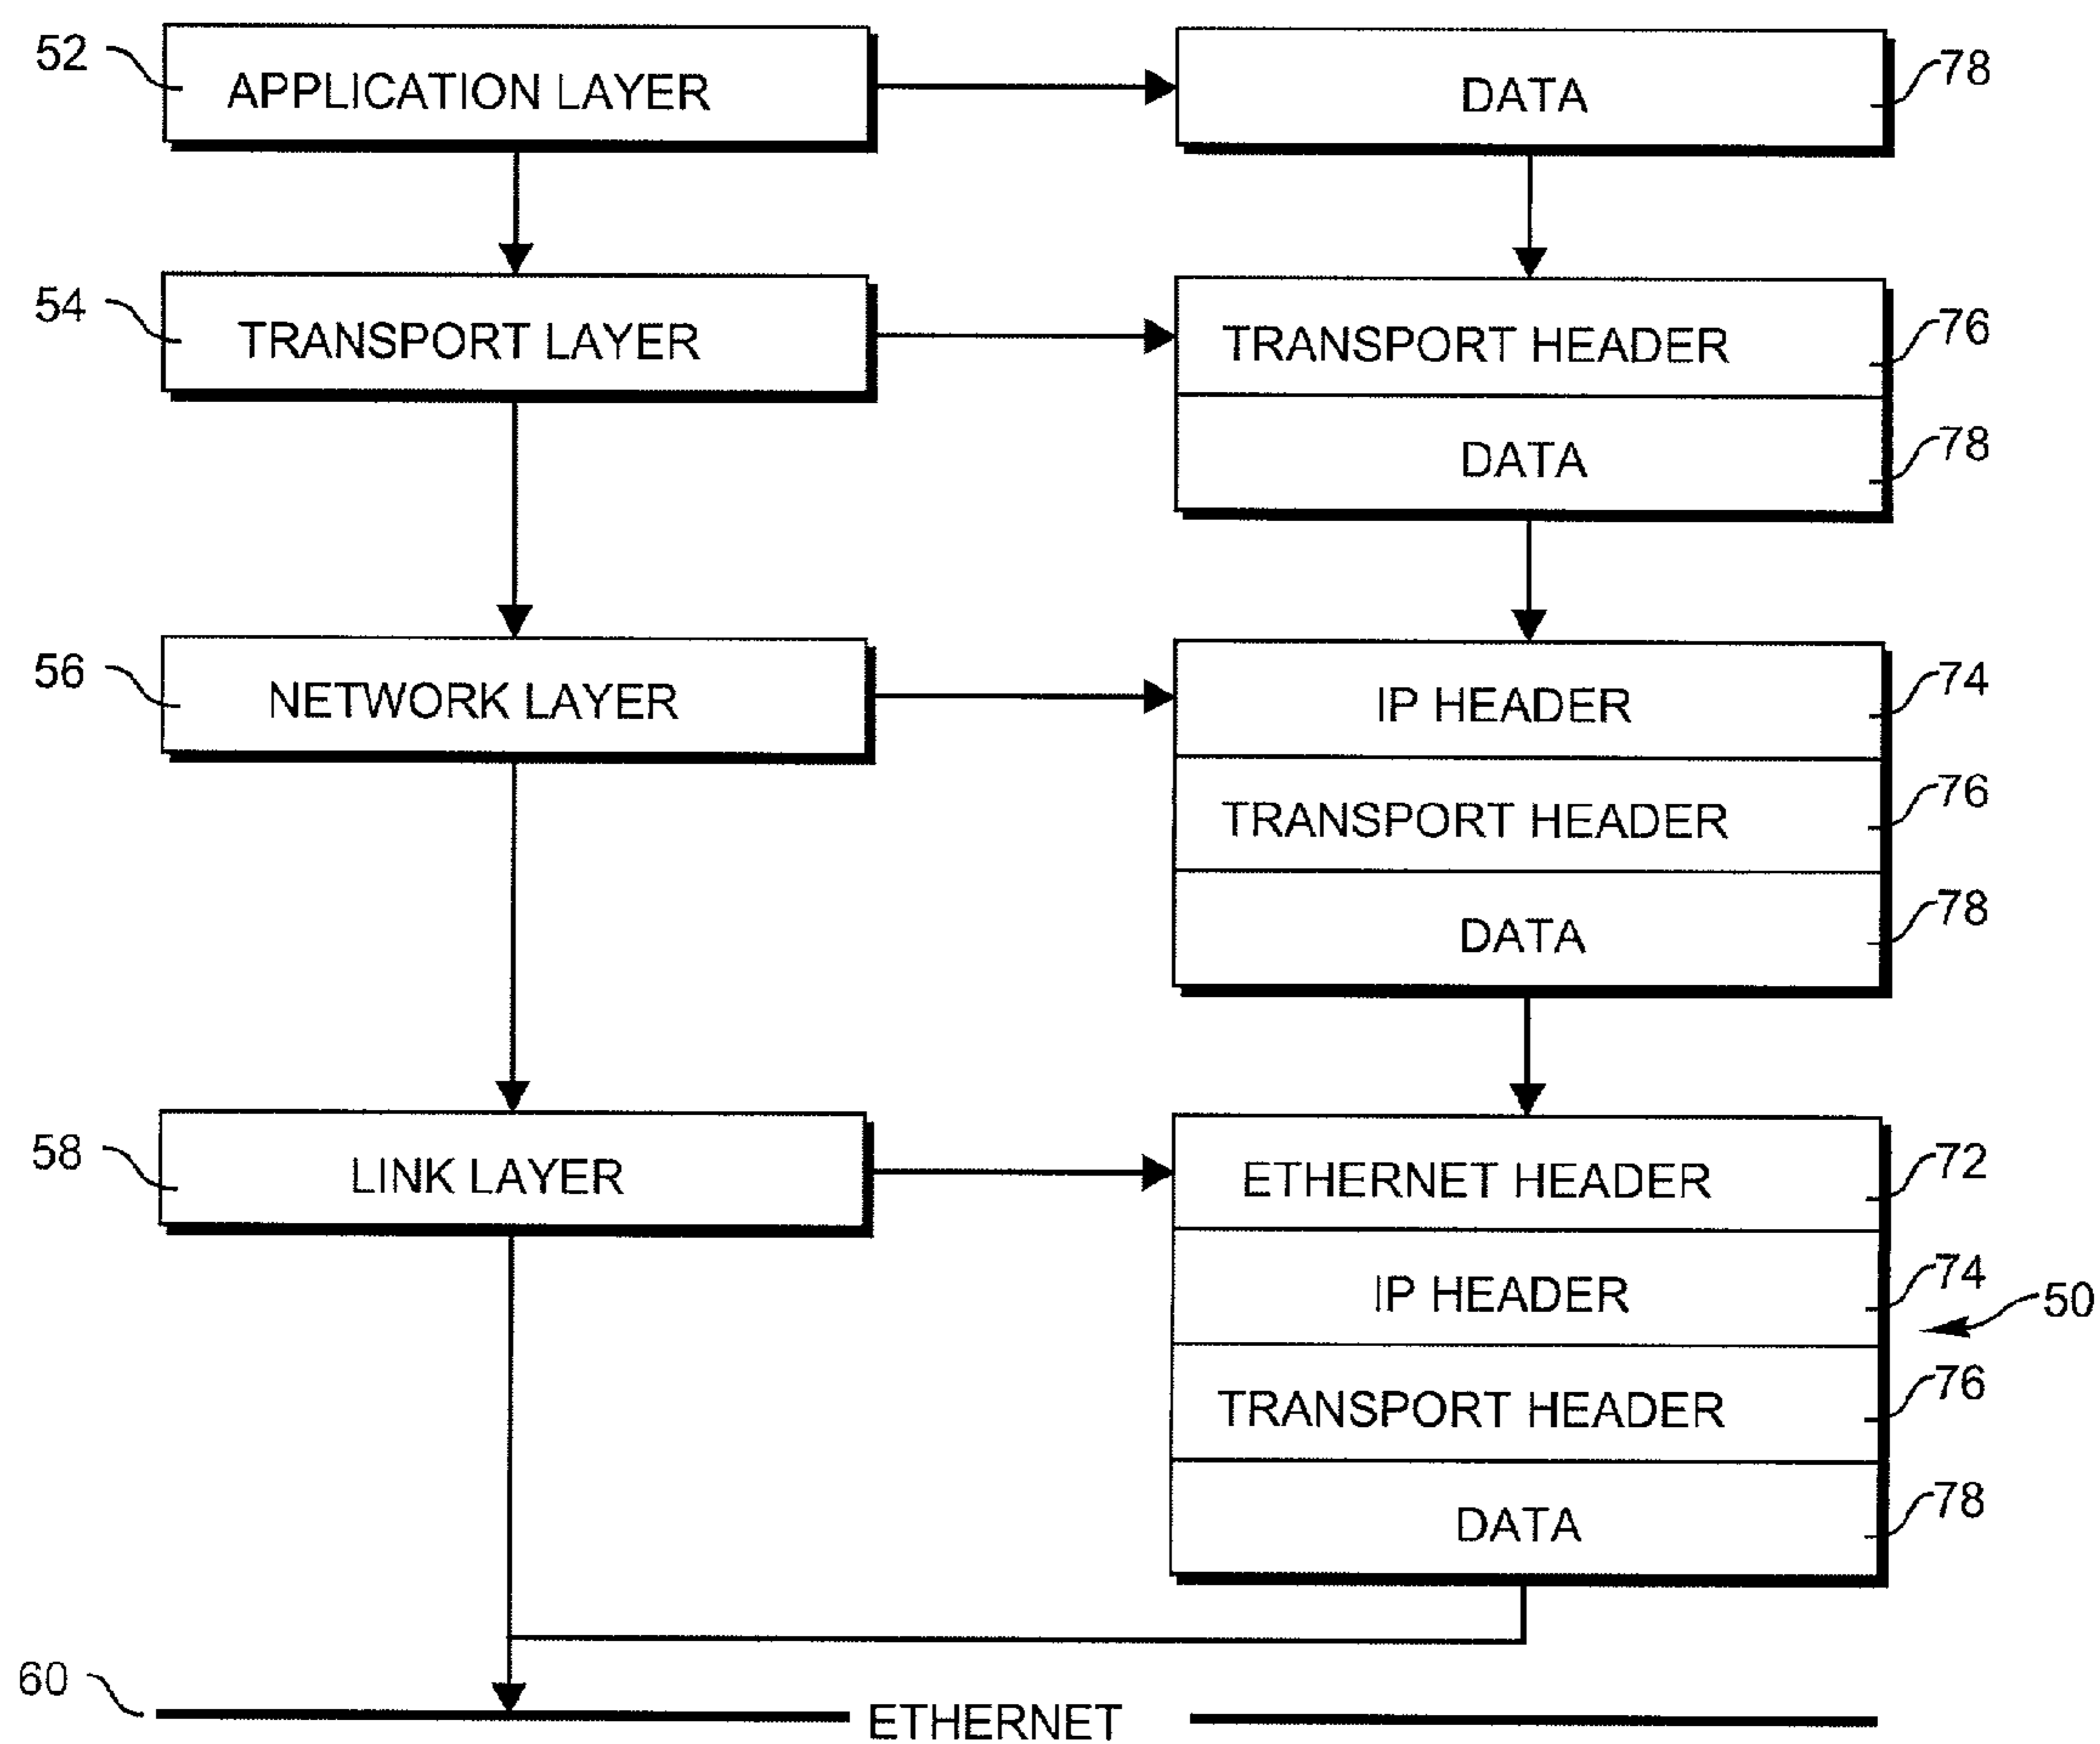 52 APPLICATION LAYER DATA 78
54 TRANSPORT LAYER TRANSPORT HEADER 76
DATA 78
56 NETWORK LAYER IP HEADER 74
TRANSPORT HEADER 76
DATA 78
58 LINK LAYER ETHERNET HEADER 72
IP HEADER 74
50
TRANSPORT HEADER 76
DATA 78
60 ETHERNET